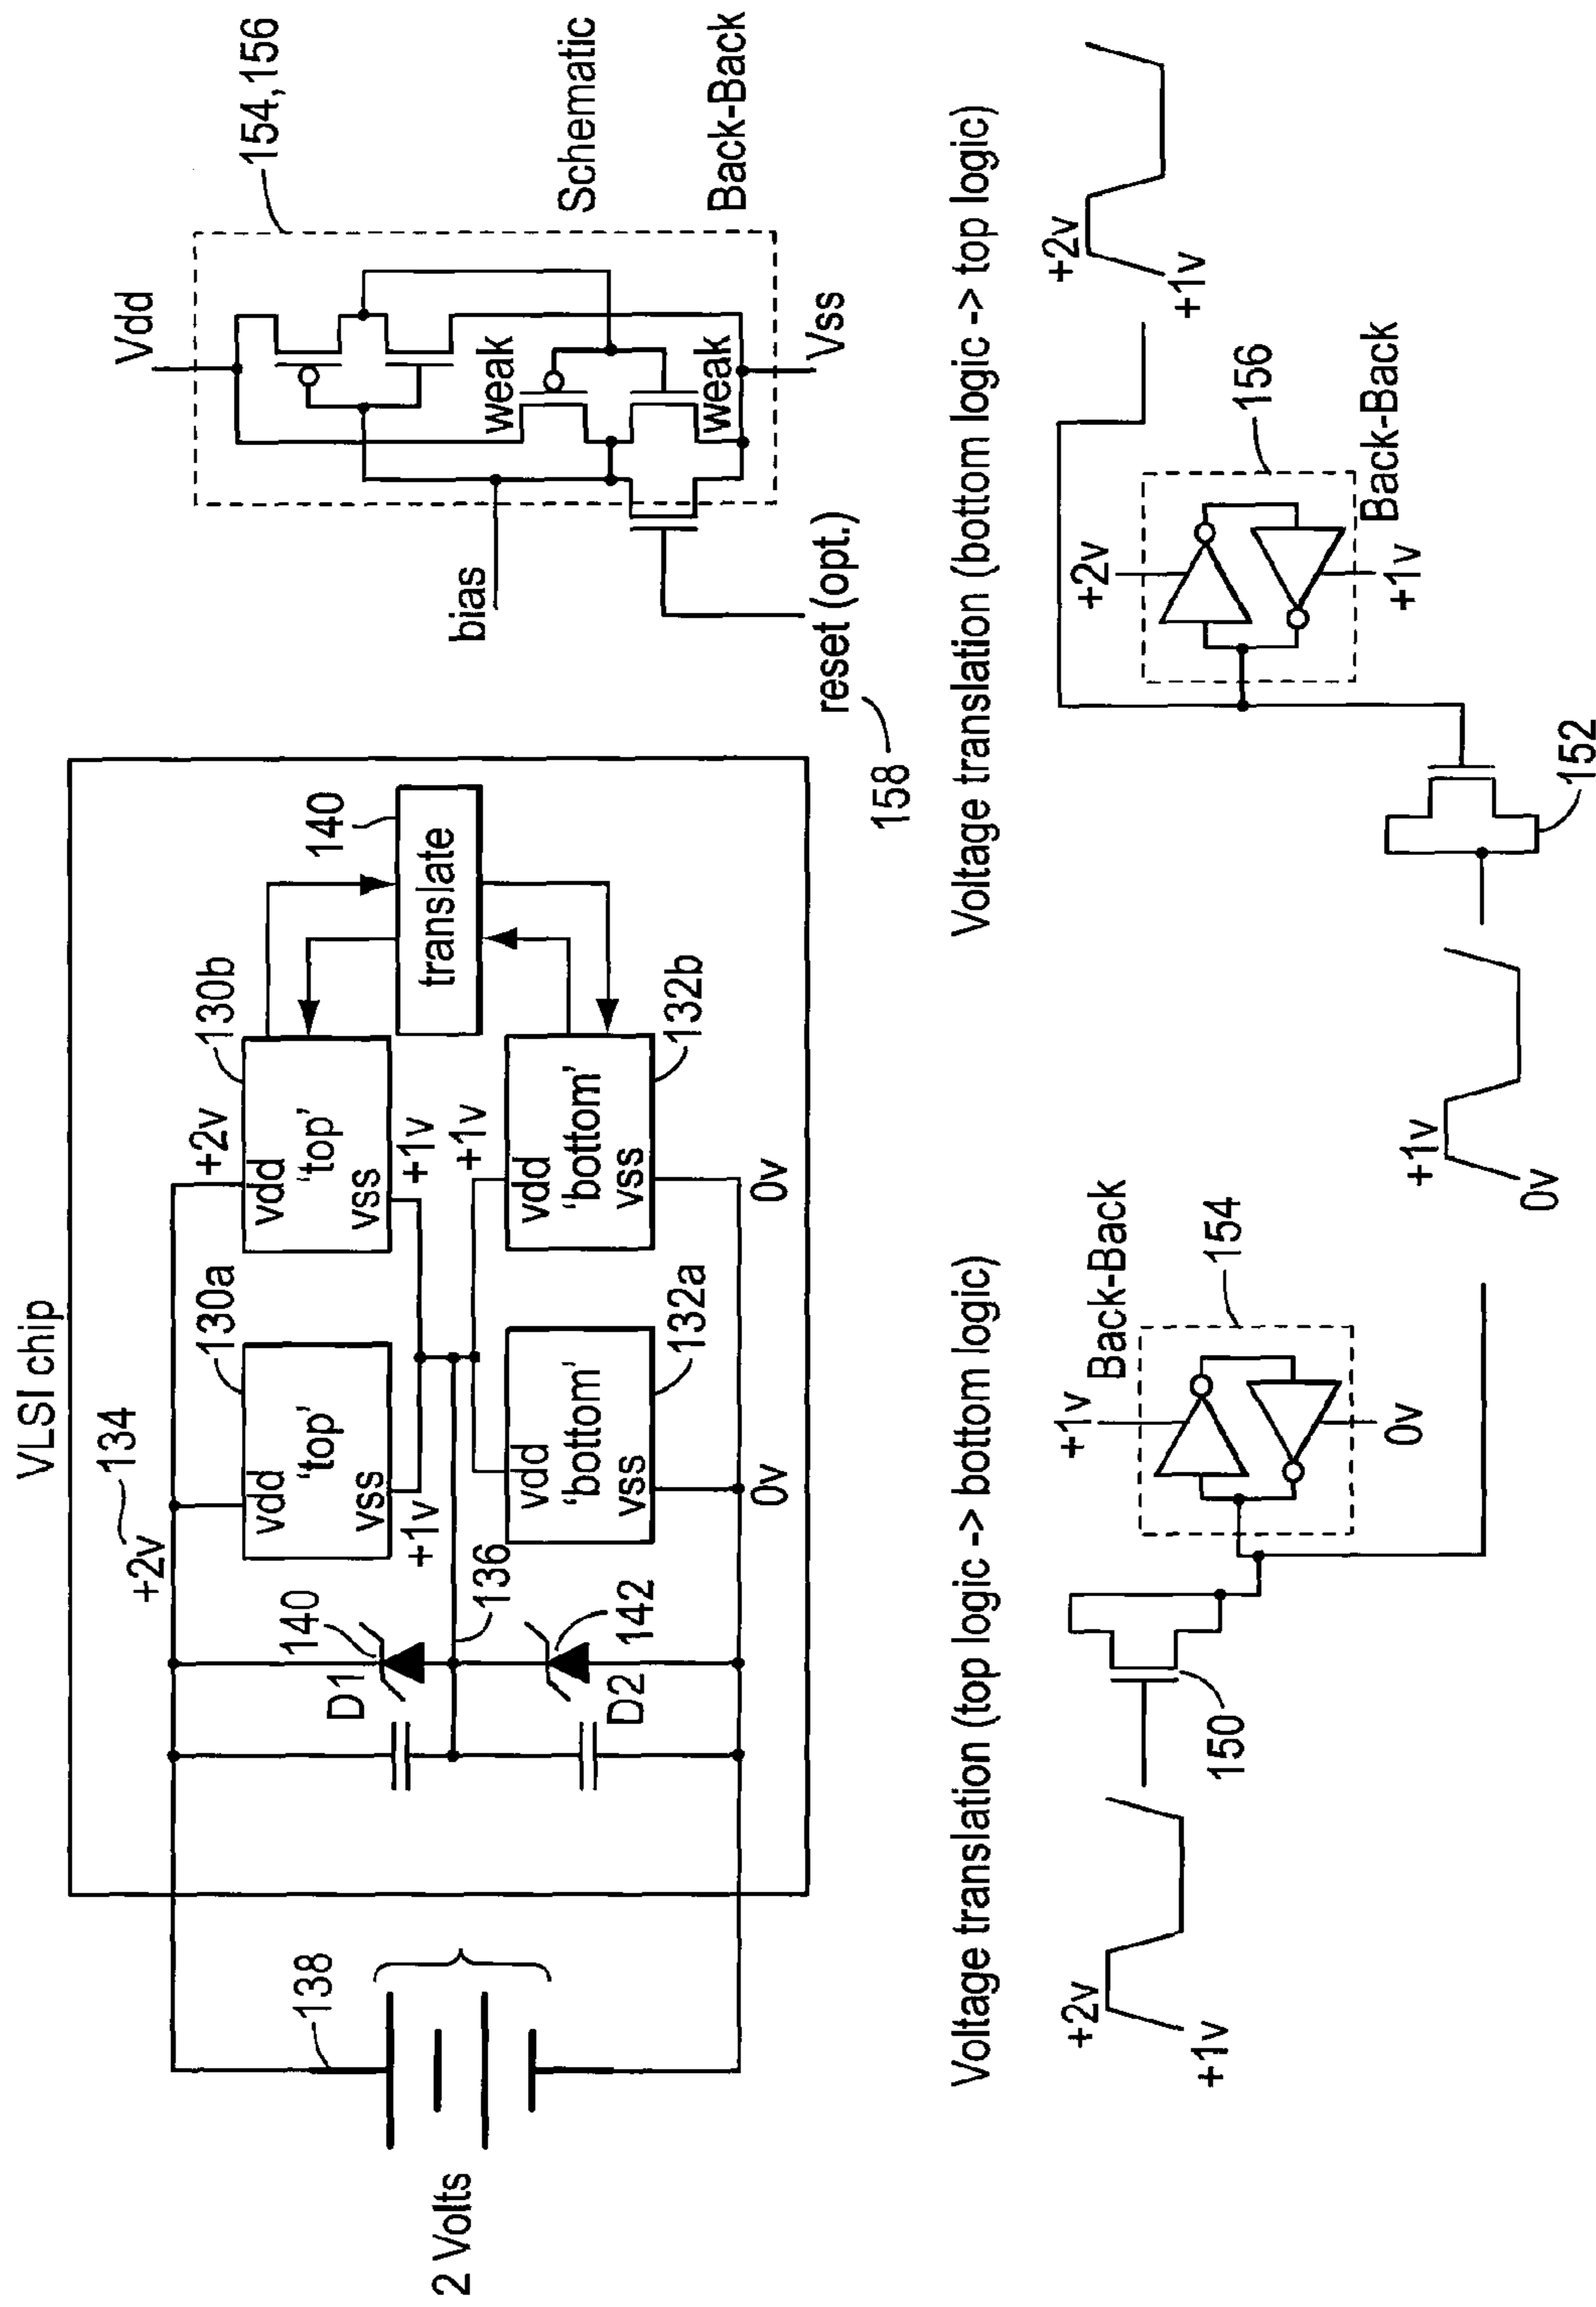 VLSI chip
134
+2v
130a
130b
vdd
'top'
vss
+1v
+2v
vdd
'top'
vss
+1v
140
translate
D1
140
136
+1v
D2
142
vdd
'bottom'
vss
132a
0v
vdd
'bottom'
vss
132b
0v
138
2 Volts
Vdd
154,156
weak
weak
bias
Vss
reset (opt.)
158
Schematic
Back-Back
Voltage translation (top logic -> bottom logic)
+2v
+1v
150
+1v
Back-Back
154
0v
+1v
0v
Voltage translation (bottom logic -> top logic)
152
+2v
156
+1v
Back-Back
+2v
+1v